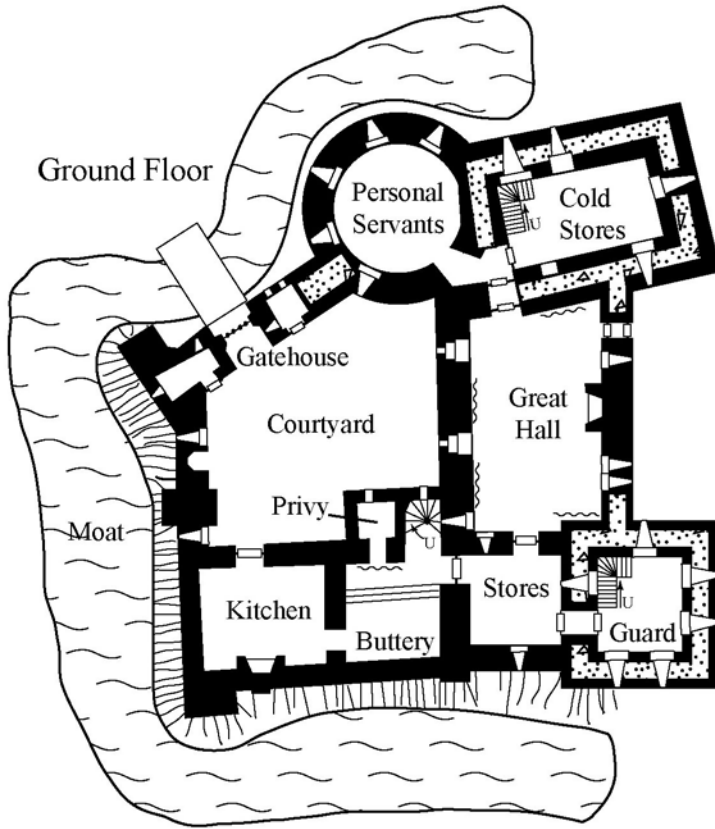 Ground Floor
Personal
Servants
Cold
Stores
U
Gatehouse
Great
Hall
Courtyard
Privy
Moat
U
Stores
U
Kitchen
Guard
Buttery